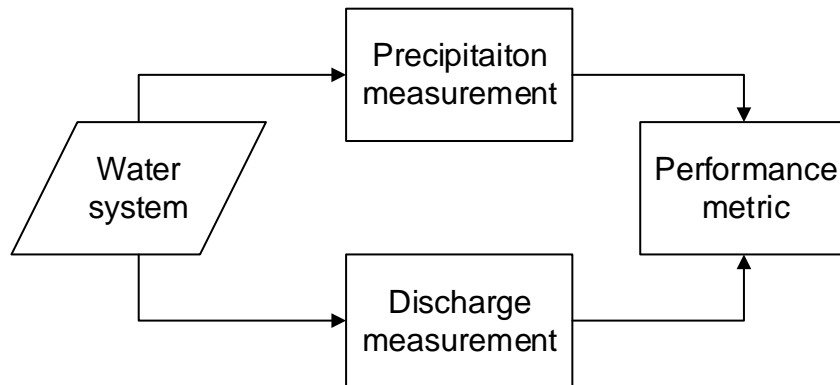 Precipitaiton
measurement
Water
system
Performance
metric
Discharge
measurement